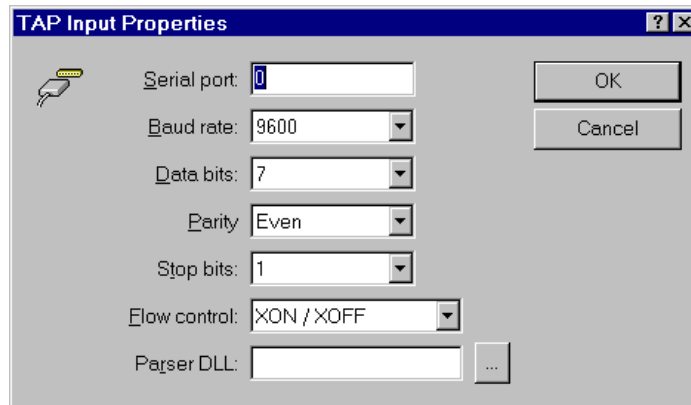 TAP Input Properties
Serial port: 0
OK
Baud rate: 9600
Cancel
Data bits: 7
Parity Even
Stop bits: 1
Flow control: XON / XOFF
Parser DLL: ...